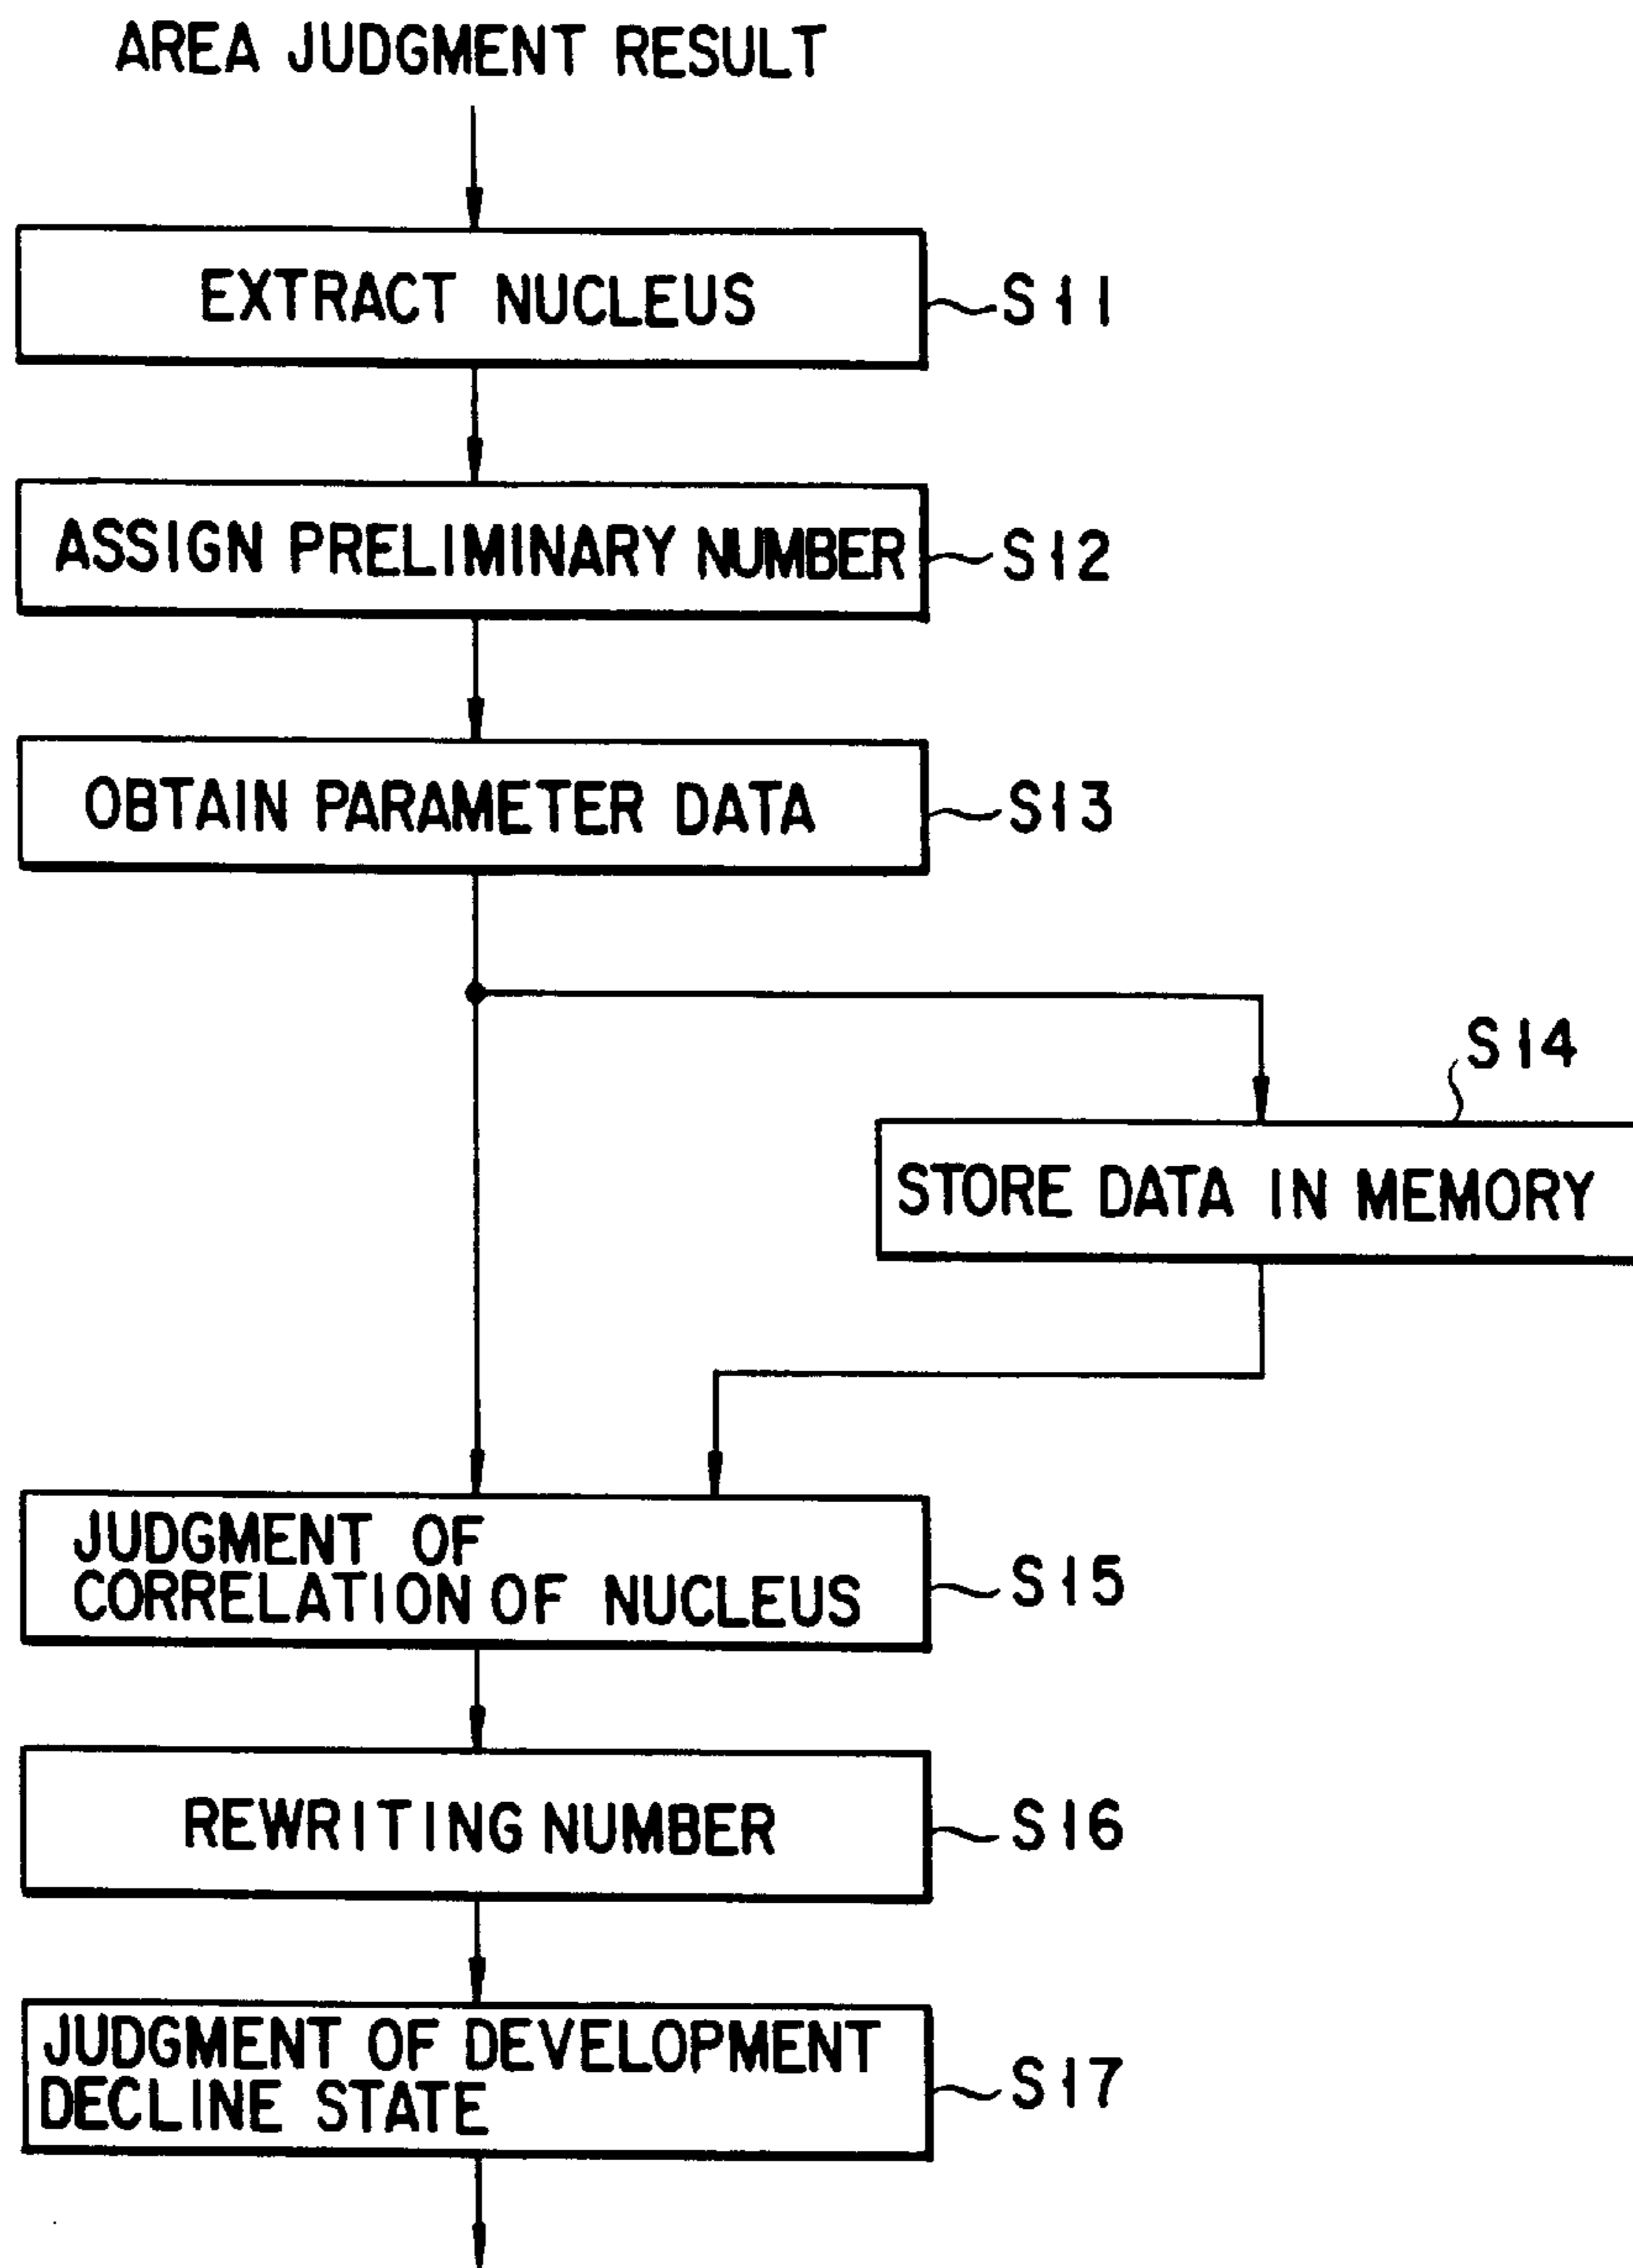 AREA JUDGMENT RESULT
EXTRACT NUCLEUS
S11
ASSIGN PRELIMINARY NUMBER
S12
OBTAIN PARAMETER DATA
S13
S14
STORE DATA IN MEMORY
JUDGMENT OF
CORRELATION OF NUCLEUS
S15
REWRITING NUMBER
S16
JUDGMENT OF DEVELOPMENT
DECLINE STATE
S17